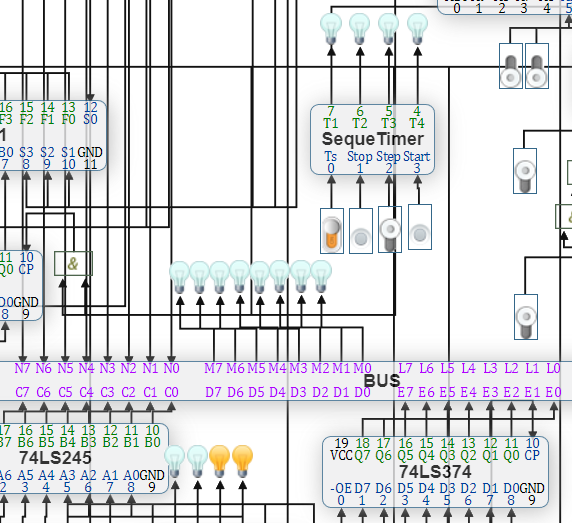 0 1 2 3 4 5
7 6 5 4
T1 T2 T3 T4
SequeTimer
Ts Stop Step Start
0 1 2 3
16 15 14 13 12
F3 F2 F1 F0 S0
1
B0 S3 S2 S1 GND
7 8 9 10 11
&
&
11 10
Q0 CP
D0GND
8 9
N7 N6 N5 N4 N3 N2 N1 N0 M7 M6 M5 M4 M3 M2 M1 M0 L7 L6 L5 L4 L3 L2 L1 L0
BUS
C7 C6 C5 C4 C3 C2 C1 C0 D7 D6 D5 D4 D3 D2 D1 D0 E7 E6 E5 E4 E3 E2 E1 E0
17 16 15 14 13 12 11 10
B7 B6 B5 B4 B3 B2 B1 B0
74LS245
A6 A5 A4 A3 A2 A1 A0GND
2 3 4 5 6 7 8 9
19 18 17 16 15 14 13 12 11 10
VCC Q7 Q6 Q5 Q4 Q3 Q2 Q1 Q0 CP
74LS374
-OE D7 D6 D5 D4 D3 D2 D1 D0GND
0 1 2 3 4 5 6 7 8 9